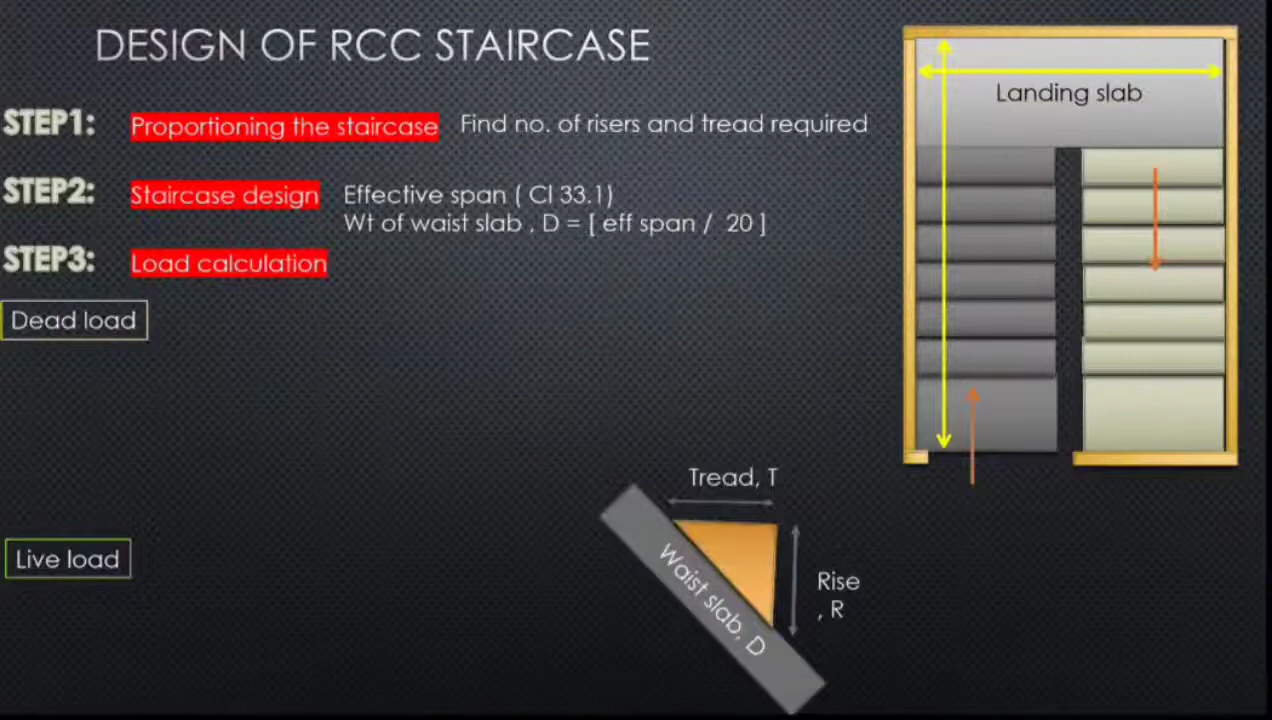 DESIGN OF RCC STAIRCASE
STEP1: Proportioning the staircase Find no. of risers and tread required
STEP2: Staircase design Effective span ( Cl 33.1)
Wt of waist slab , D = [ eff span / 20 ]
STEP3: Load calculation
Dead load
Live load
Landing slab
Tread, T
Waist slab, D
Rise
, R